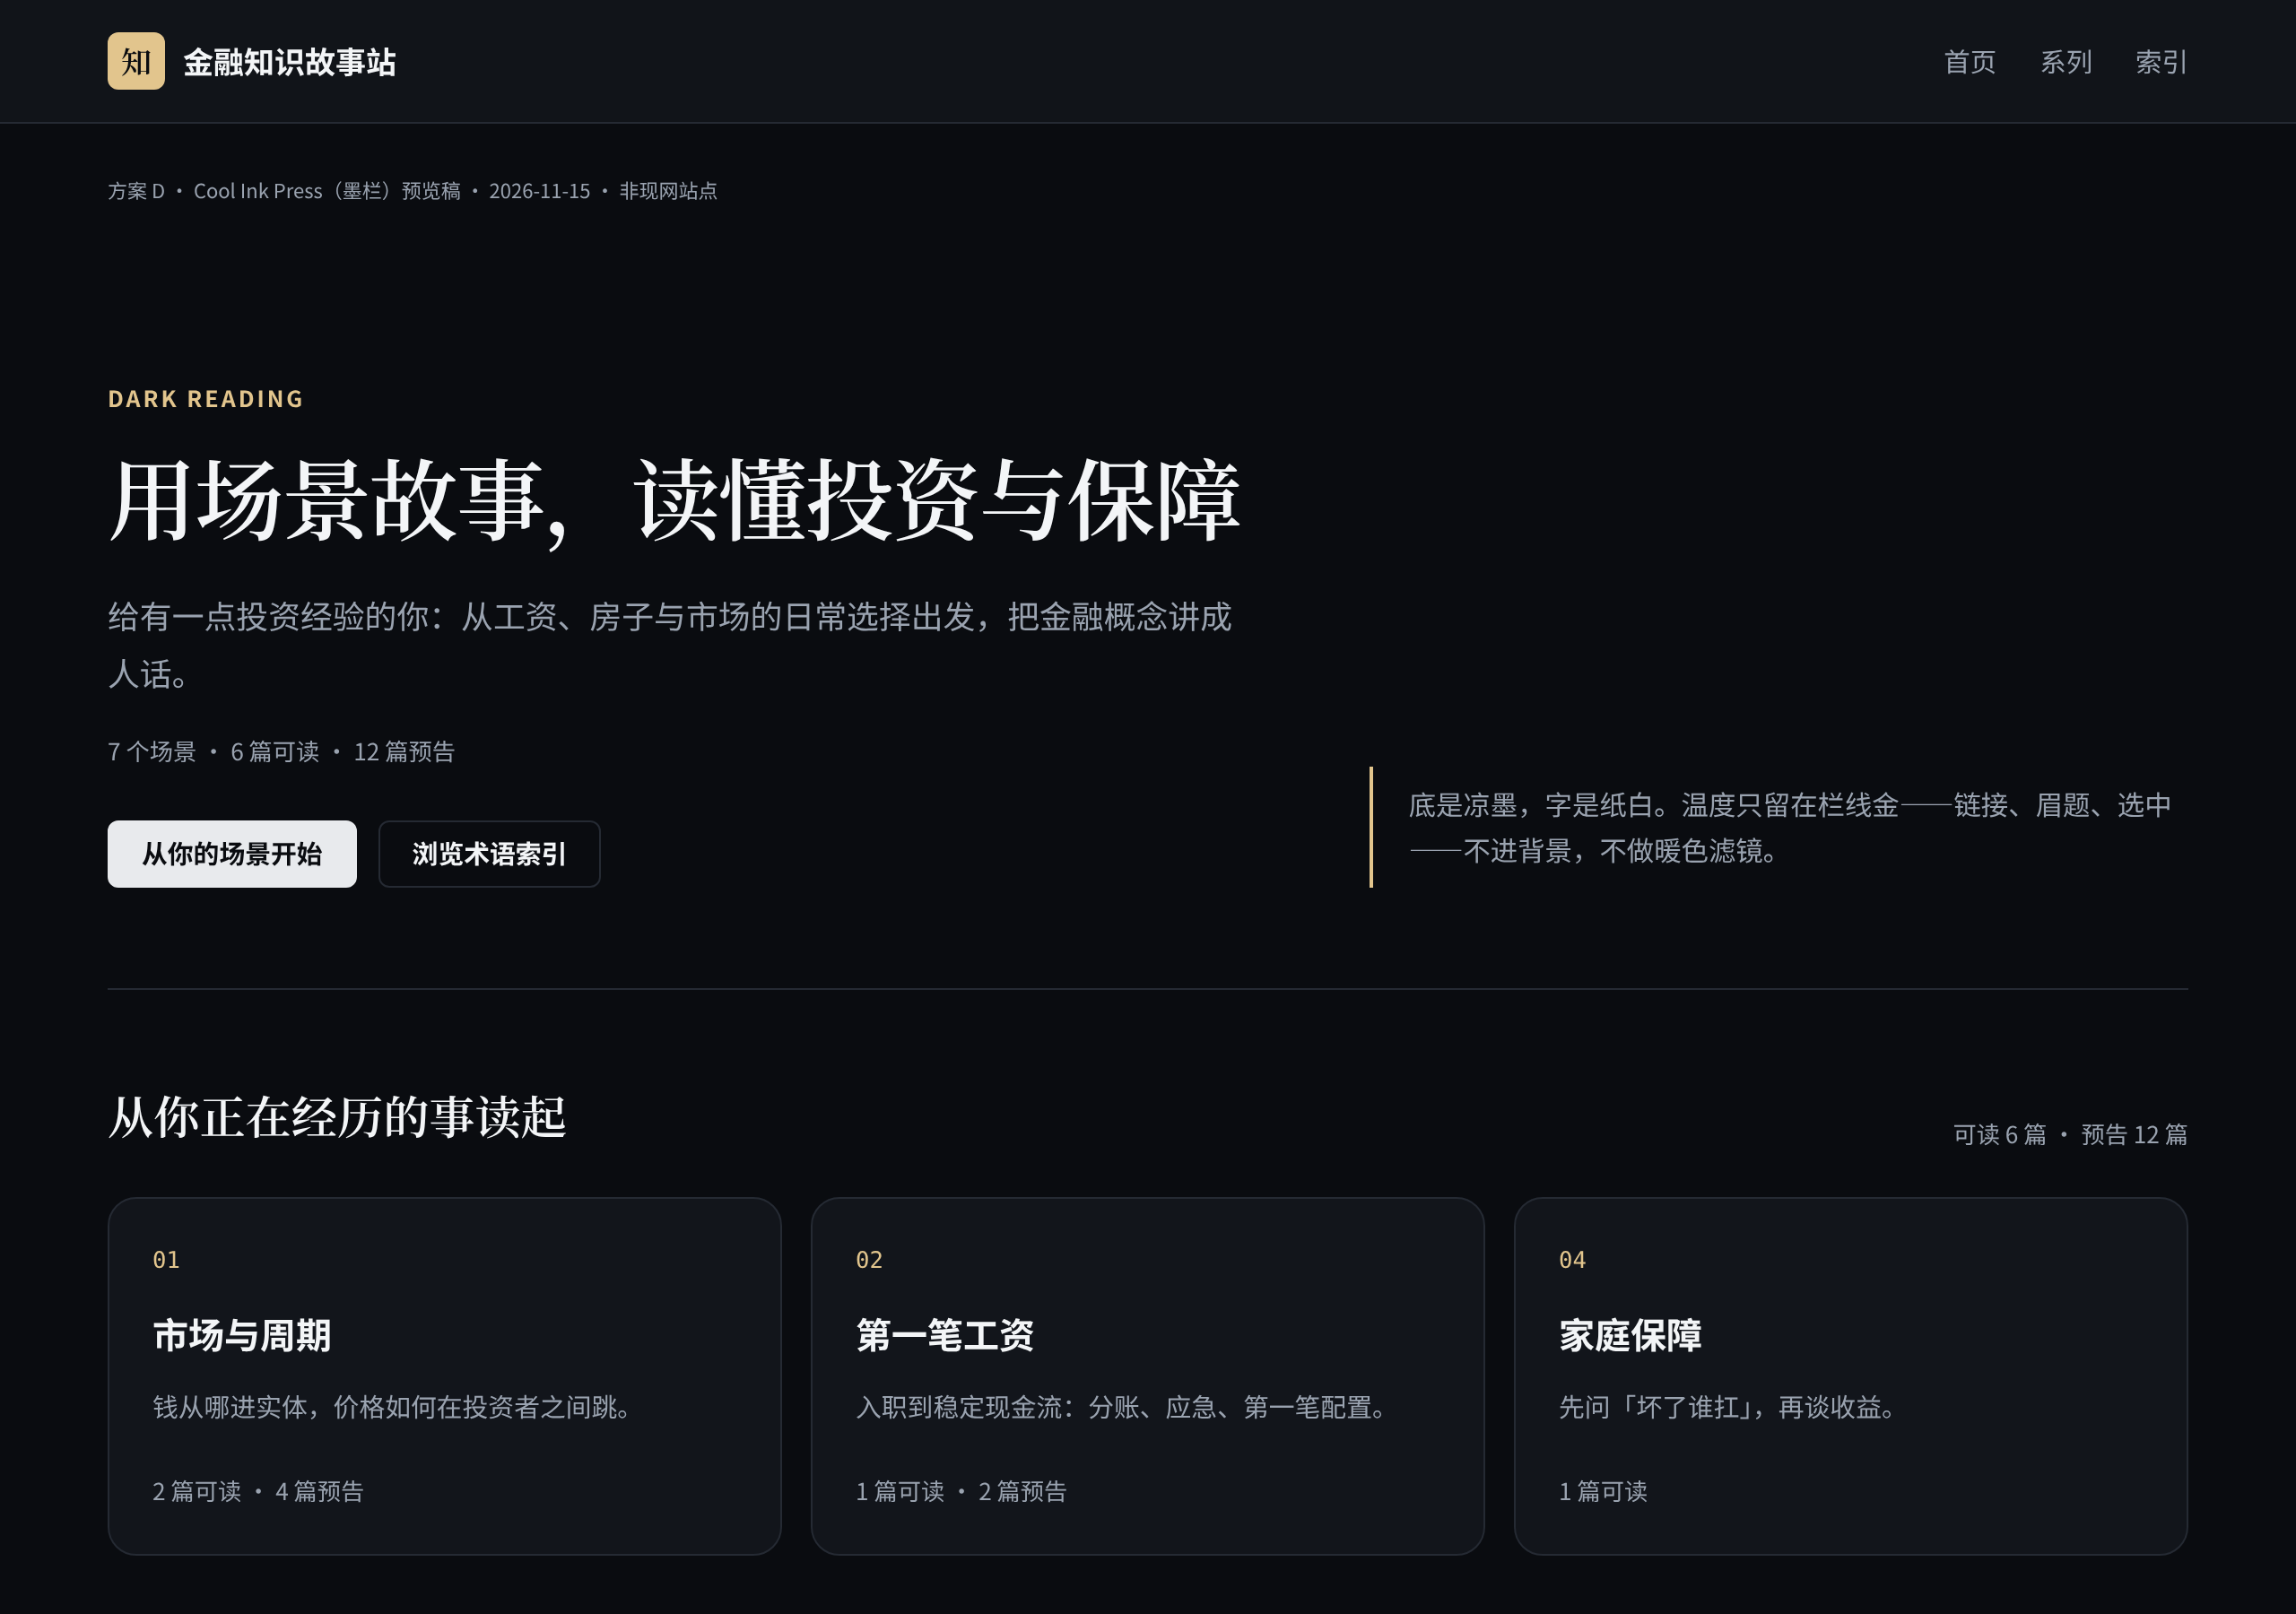 知
金融知识故事站
首页
系列
索引
方案 D · Cool Ink Press（墨栏）预览稿 · 2026-11-15 · 非现网站点
DARK READING
用场景故事，读懂投资与保障
给有一点投资经验的你：从工资、房子与市场的日常选择出发，把金融概念讲成
人话。
7 个场景 · 6 篇可读 · 12 篇预告
从你的场景开始
浏览术语索引
底是凉墨，字是纸白。温度只留在栏线金——链接、眉题、选中
——不进背景，不做暖色滤镜。
从你正在经历的事读起
可读 6 篇 · 预告 12 篇
01
市场与周期
钱从哪进实体，价格如何在投资者之间跳。
2 篇可读 · 4 篇预告
02
第一笔工资
入职到稳定现金流：分账、应急、第一笔配置。
1 篇可读 · 2 篇预告
04
家庭保障
先问「坏了谁扛」，再谈收益。
1 篇可读